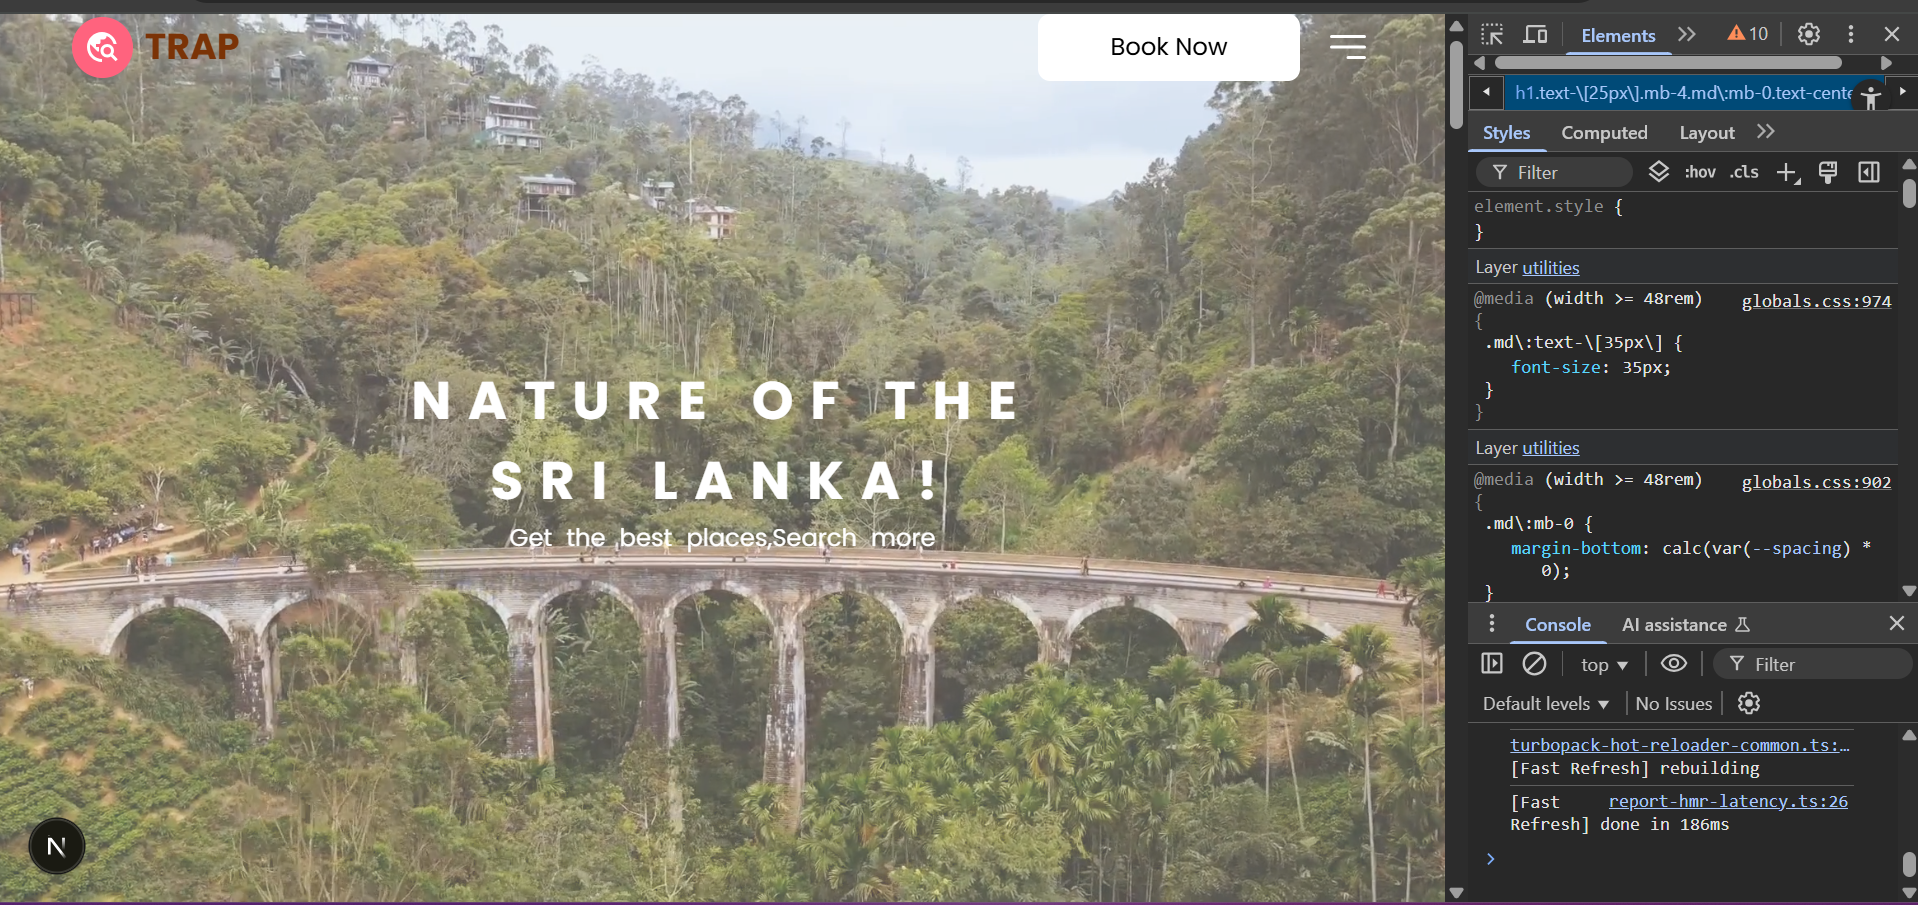 TRAP
Book Now
NATURE OF THE
SRI LANKA!
Get the best places,Search more
N
Elements
10
h1.text-\[25px\].mb-4.md\:mb-0.text-cente
Styles Computed Layout
Filter
:hov .cls
element.style {
}
Layer utilities
@media (width >= 48rem) globals.css:974
{
.md\:text-\[35px\] {
font-size: 35px;
}
}
Layer utilities
@media (width >= 48rem) globals.css:902
{
.md\:mb-0 {
margin-bottom: calc(var(--spacing) *
0);
}
Console AI assistance
top Filter
Default levels No Issues
turbopack-hot-reloader-common.ts:…
[Fast Refresh] rebuilding
[Fast report-hmr-latency.ts:26
Refresh] done in 186ms